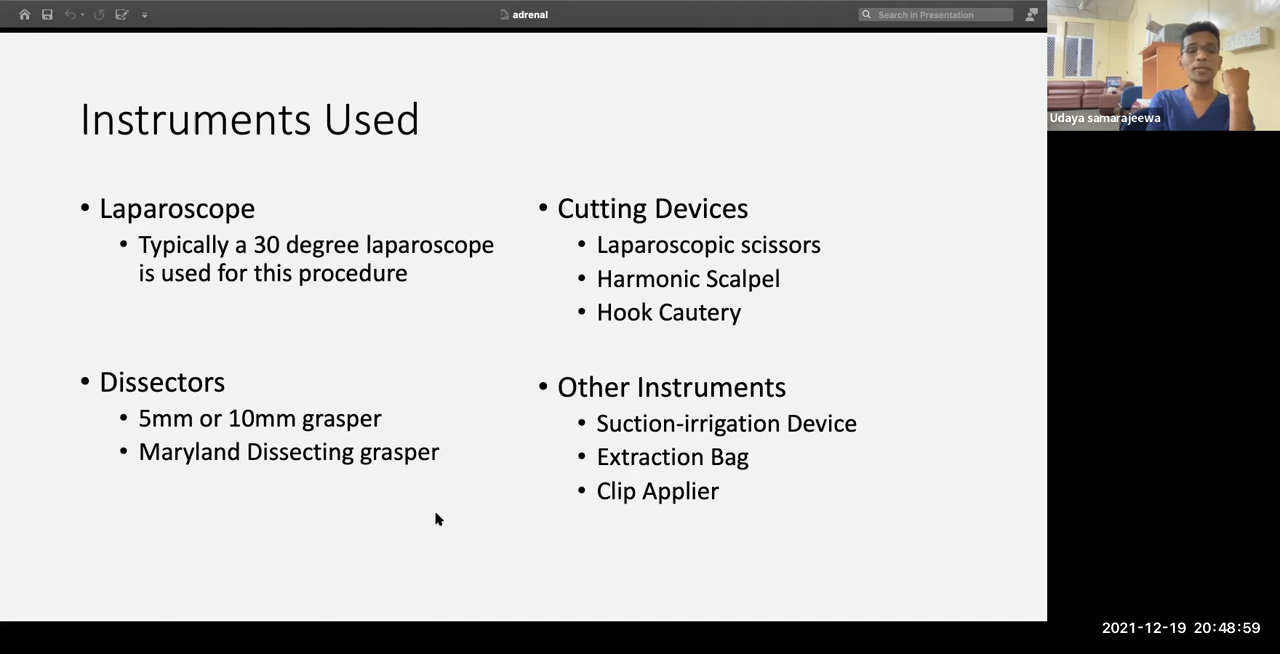 adrenal
Search in Presentation
Udaya samarajeewa
Instruments Used
• Laparoscope
• Typically a 30 degree laparoscope
is used for this procedure
• Dissectors
• 5mm or 10mm grasper
• Maryland Dissecting grasper
• Cutting Devices
• Laparoscopic scissors
• Harmonic Scalpel
• Hook Cautery
• Other Instruments
• Suction-irrigation Device
• Extraction Bag
• Clip Applier
2021-12-19 20:48:59